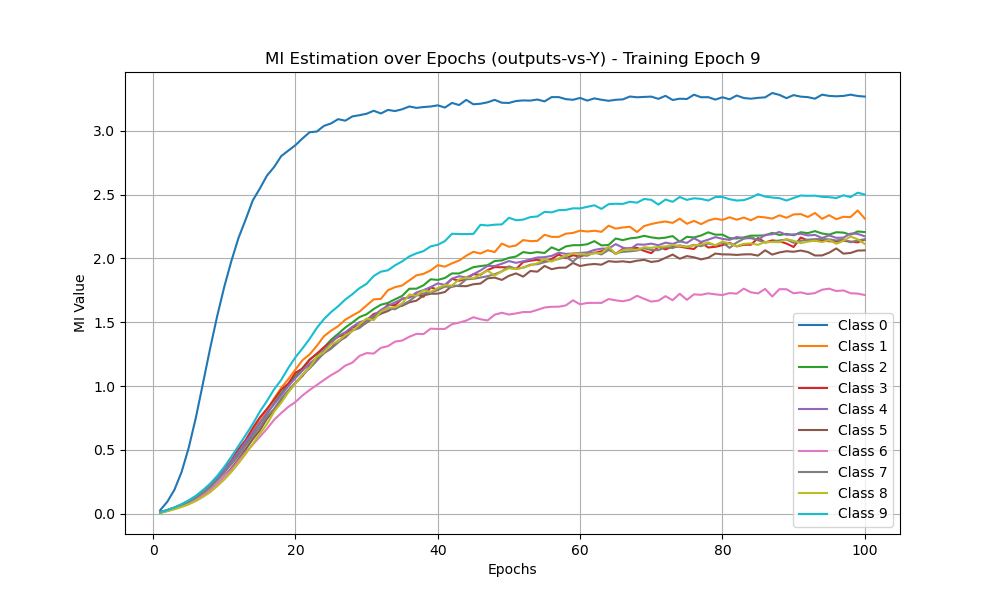 MI Estimation over Epochs (outputs-vs-Y) - Training Epoch 9
MI Value
3.0
2.5
2.0
1.5
1.0
0.5
0.0
0 20 40 60 80 100
Epochs
Class 0
Class 1
Class 2
Class 3
Class 4
Class 5
Class 6
Class 7
Class 8
Class 9